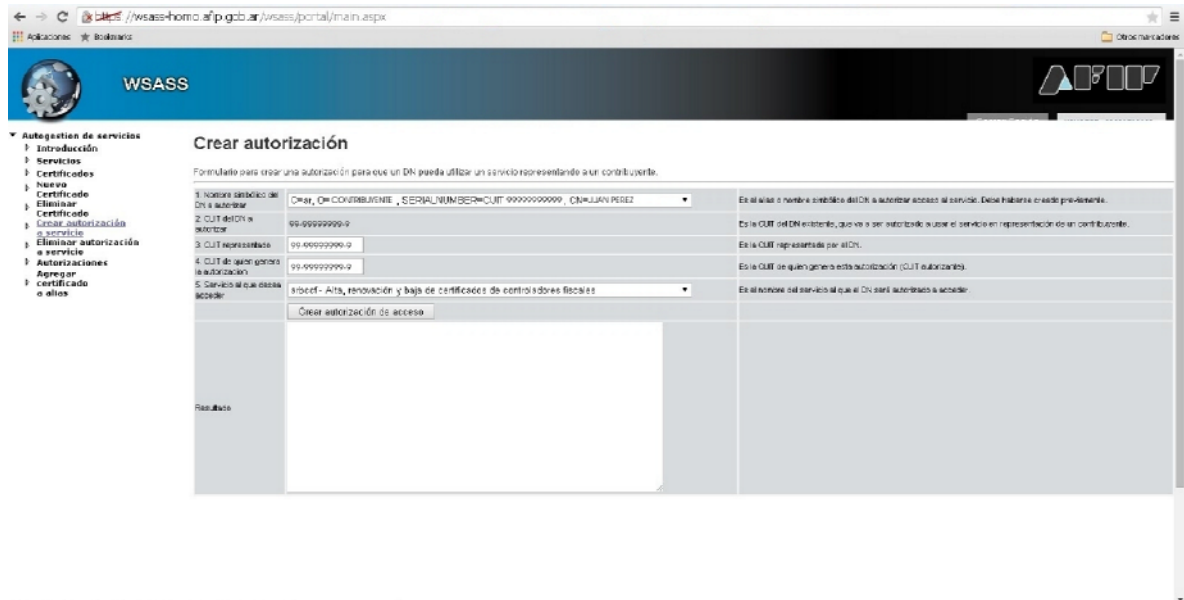 https://wsass-homo.afip.gob.ar/wsass/portal/main.aspx
Aplicaciones Bookmarks Otros marcadores
WSASS
AFIP
Autogestion de servicios
Introducción
Servicios
Certificados
Nuevo
Certificado
Eliminar
Certificado
Crear autorización
a servicio
Eliminar autorización
a servicio
Autorizaciones
Agregar
certificado
a alias
Crear autorización
Formulario para crear una autorización para que un DN pueda utilizar un servicio representando a un contribuyente.
1. Nombre simbólico del
DN a autorizar
C=ar, O= CONTRIBUYENTE , SERIALNUMBER=CUIT 99999999999 , CN=JUAN PEREZ
Es el alias o nombre simbólico del DN a autorizar acceso al servicio. Debe haberse creado previamente.
2. CUIT del DN a
autorizar
99-99999999-9
Es la CUIT del DN existente, que va a ser autorizado a usar el servicio en representación de un contribuyente.
3. CUIT representado
99-99999999-9
Es la CUIT representada por el DN.
4. CUIT de quien genera
la autorización
99-99999999-9
Es la CUIT de quien genera esta autorización (CUIT autorizante).
5. Servicio al que desea
acceder
arbccf - Alta, renovación y baja de certificados de controladores fiscales
Es el nombre del servicio al que el DN será autorizado a acceder.
Crear autorización de acceso
Resultado